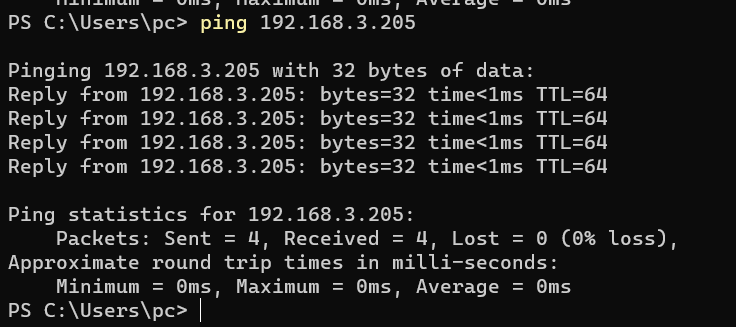 Minimum = 0ms, Maximum = 0ms, Average = 0ms
PS C:\Users\pc> ping 192.168.3.205
Pinging 192.168.3.205 with 32 bytes of data:
Reply from 192.168.3.205: bytes=32 time<1ms TTL=64
Reply from 192.168.3.205: bytes=32 time<1ms TTL=64
Reply from 192.168.3.205: bytes=32 time<1ms TTL=64
Reply from 192.168.3.205: bytes=32 time<1ms TTL=64
Ping statistics for 192.168.3.205:
    Packets: Sent = 4, Received = 4, Lost = 0 (0% loss),
Approximate round trip times in milli-seconds:
    Minimum = 0ms, Maximum = 0ms, Average = 0ms
PS C:\Users\pc>